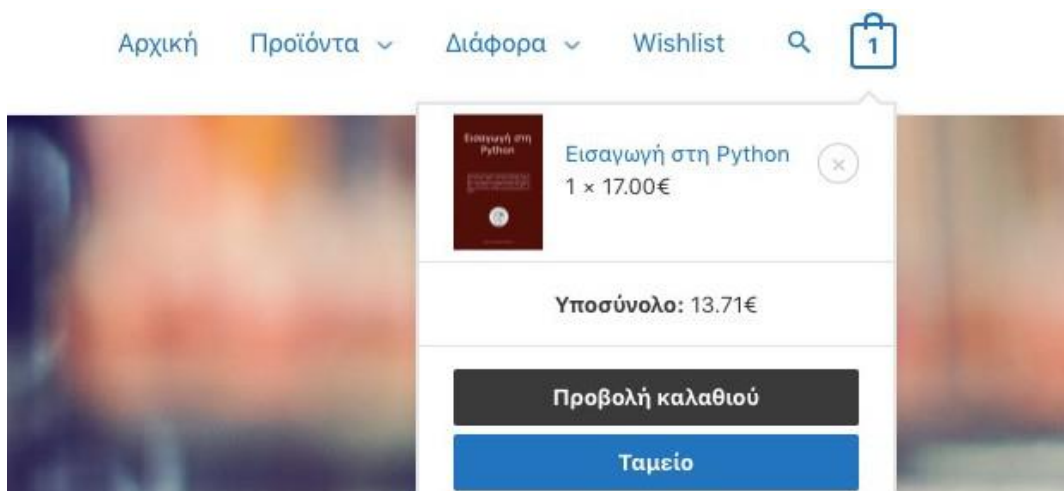 Αρχική Προϊόντα Διάφορα Wishlist 1
Εισαγωγή στη
Python
Εισαγωγή στη Python
1 × 17.00€
Υποσύνολο: 13.71€
Προβολή καλαθιού
Ταμείο